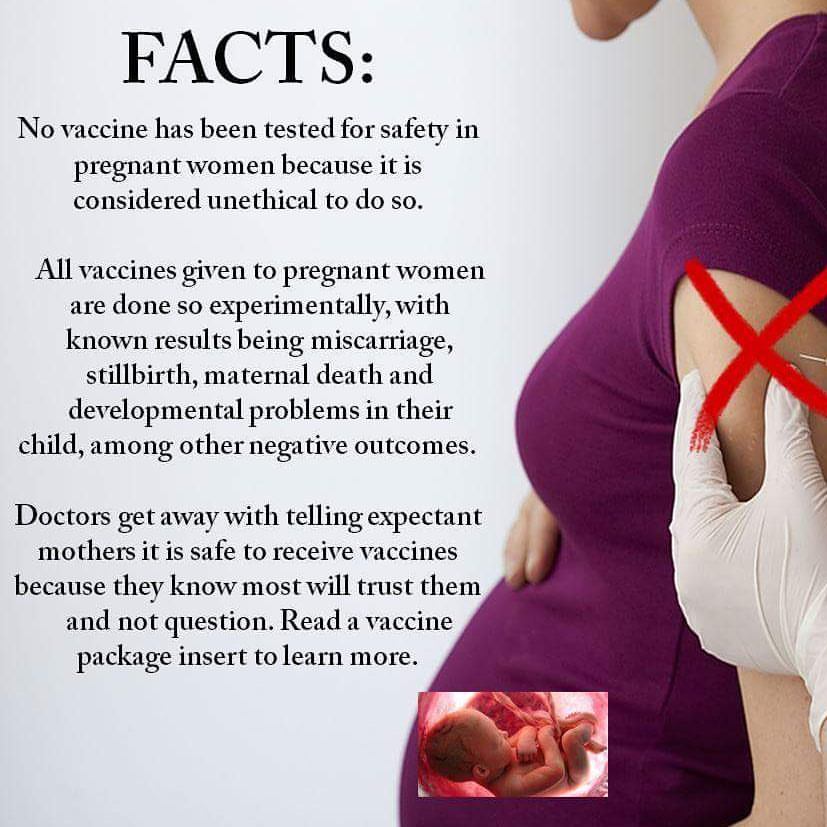 FACTS:
No vaccine has been tested for safety in
pregnant women because it is
considered unethical to do so.
All vaccines given to pregnant women
are done so experimentally, with
known results being miscarriage,
stillbirth, maternal death and
developmental problems in their
child, among other negative outcomes.
Doctors get away with telling expectant
mothers it is safe to receive vaccines
because they know most will trust them
and not question. Read a vaccine
package insert to learn more.